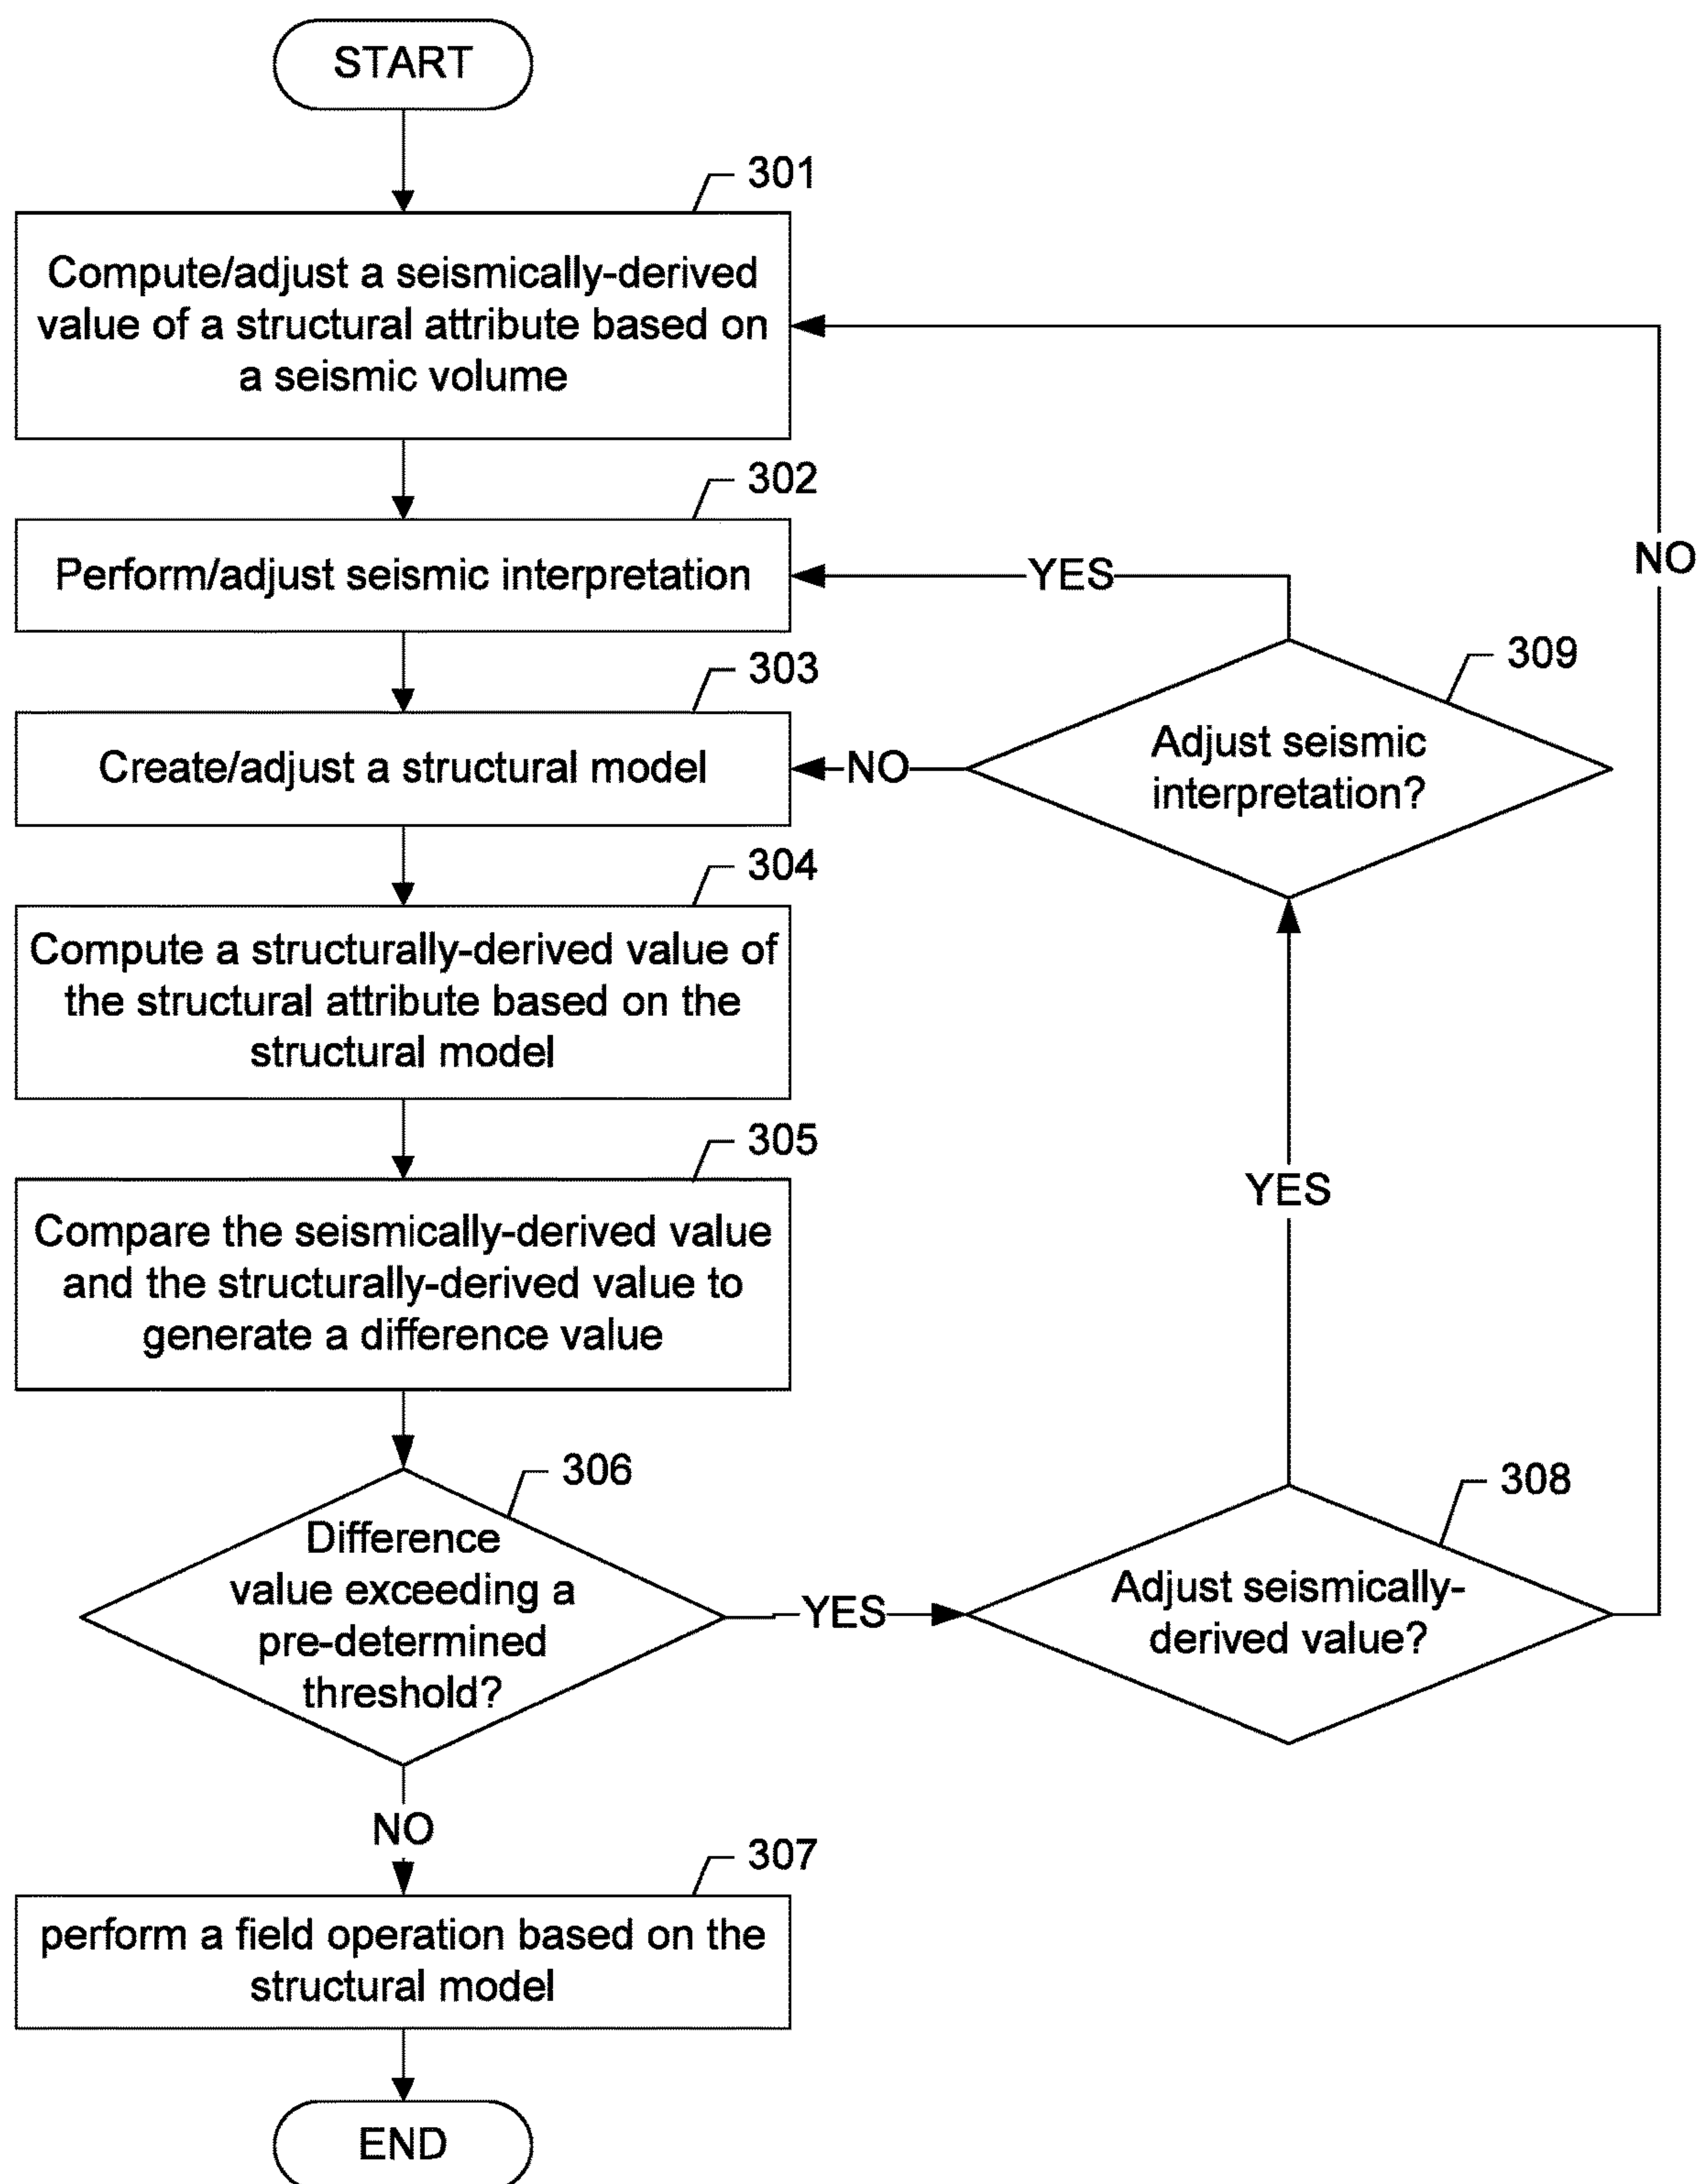 START
301
Compute/adjust a seismically-derived
value of a structural attribute based on
a seismic volume
302
Perform/adjust seismic interpretation
YES
NO
303
309
Create/adjust a structural model
NO
Adjust seismic
interpretation?
304
Compute a structurally-derived value of
the structural attribute based on the
structural model
305
Compare the seismically-derived value
and the structurally-derived value to
generate a difference value
YES
306
308
Difference
value exceeding a
pre-determined
threshold?
YES
Adjust seismically-
derived value?
NO
307
perform a field operation based on the
structural model
END